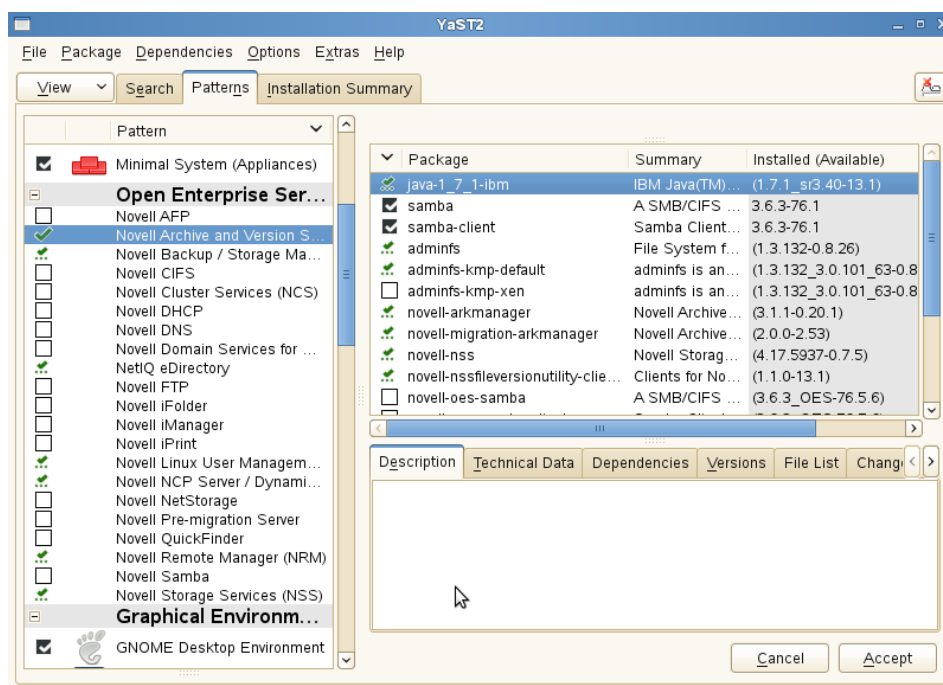 YaST2
File Package Dependencies Options Extras Help
View Search Patterns Installation Summary
Pattern
Minimal System (Appliances)
Open Enterprise Ser...
Novell AFP
Novell Archive and Version S...
Novell Backup / Storage Ma...
Novell CIFS
Novell Cluster Services (NCS)
Novell DHCP
Novell DNS
Novell Domain Services for ...
NetIQ eDirectory
Novell FTP
Novell iFolder
Novell iManager
Novell iPrint
Novell Linux User Managem...
Novell NCP Server / Dynami...
Novell NetStorage
Novell Pre-migration Server
Novell QuickFinder
Novell Remote Manager (NRM)
Novell Samba
Novell Storage Services (NSS)
Graphical Environm...
GNOME Desktop Environment
Package Summary Installed (Available)
java-1_7_1-ibm IBM Java(TM)... (1.7.1_sr3.40-13.1)
samba A SMB/CIFS ... 3.6.3-76.1
samba-client Samba Client... 3.6.3-76.1
adminfs File System f... (1.3.132-0.8.26)
adminfs-kmp-default adminfs is an... (1.3.132_3.0.101_63-0.8
adminfs-kmp-xen adminfs is an... (1.3.132_3.0.101_63-0.8
novell-arkmanager Novell Archive... (3.1.1-0.20.1)
novell-migration-arkmanager Novell Archive... (2.0.0-2.53)
novell-nss Novell Storag... (4.17.5937-0.7.5)
novell-nssfileversionutility-clie... Clients for No... (1.1.0-13.1)
novell-oes-samba A SMB/CIFS ... (3.6.3_OES-76.5.6)
Description Technical Data Dependencies Versions File List Chang
Cancel Accept